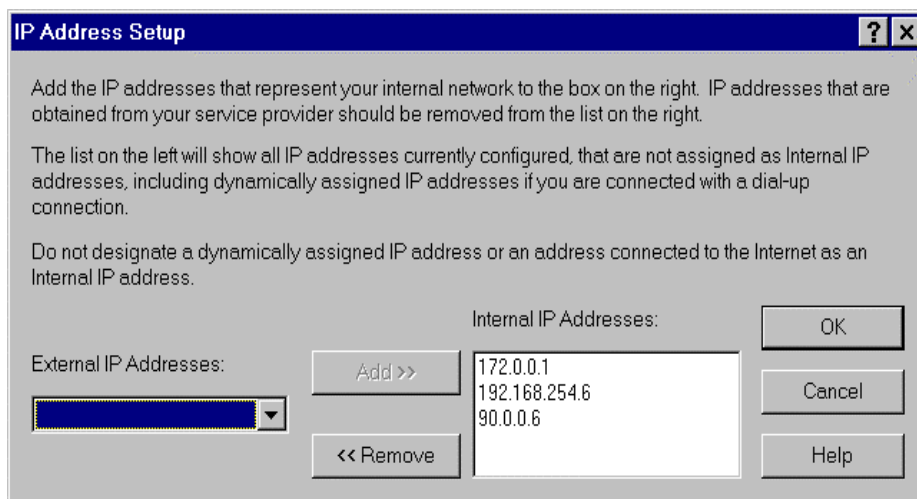 IP Address Setup
Add the IP addresses that represent your internal network to the box on the right. IP addresses that are
obtained from your service provider should be removed from the list on the right.
The list on the left will show all IP addresses currently configured, that are not assigned as Internal IP
addresses, including dynamically assigned IP addresses if you are connected with a dial-up
connection.
Do not designate a dynamically assigned IP address or an address connected to the Internet as an
Internal IP address.
External IP Addresses:
Add >>
<< Remove
Internal IP Addresses:
172.0.0.1
192.168.254.6
90.0.0.6
OK
Cancel
Help